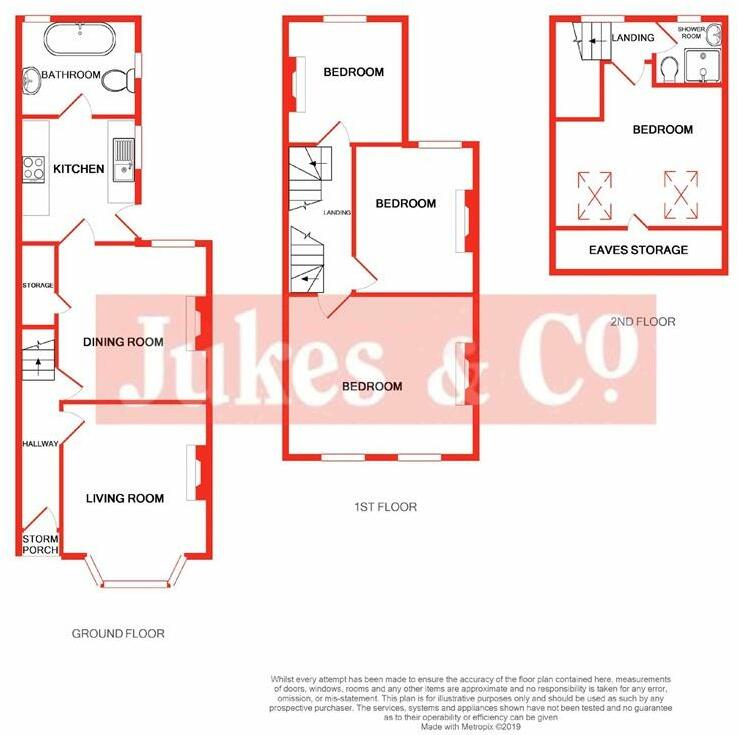 BATHROOM
KITCHEN
STORAGE
DINING ROOM
HALLWAY
LIVING ROOM
STORM
PORCH
GROUND FLOOR
BEDROOM
LANDING
BEDROOM
BEDROOM
1ST FLOOR
LANDING
SHOWER
ROOM
BEDROOM
EAVES STORAGE
2ND FLOOR
Jukes & Co.
Whilst every attempt has been made to ensure the accuracy of the floor plan contained here, measurements
of doors, windows, rooms and any other items are approximate and no responsibility is taken for any error,
omission, or mis-statement. This plan is for illustrative purposes only and should be used as such by any
prospective purchaser. The services, systems and appliances shown have not been tested and no guarantee
as to their operability or efficiency can be given
Made with Metropix ©2019